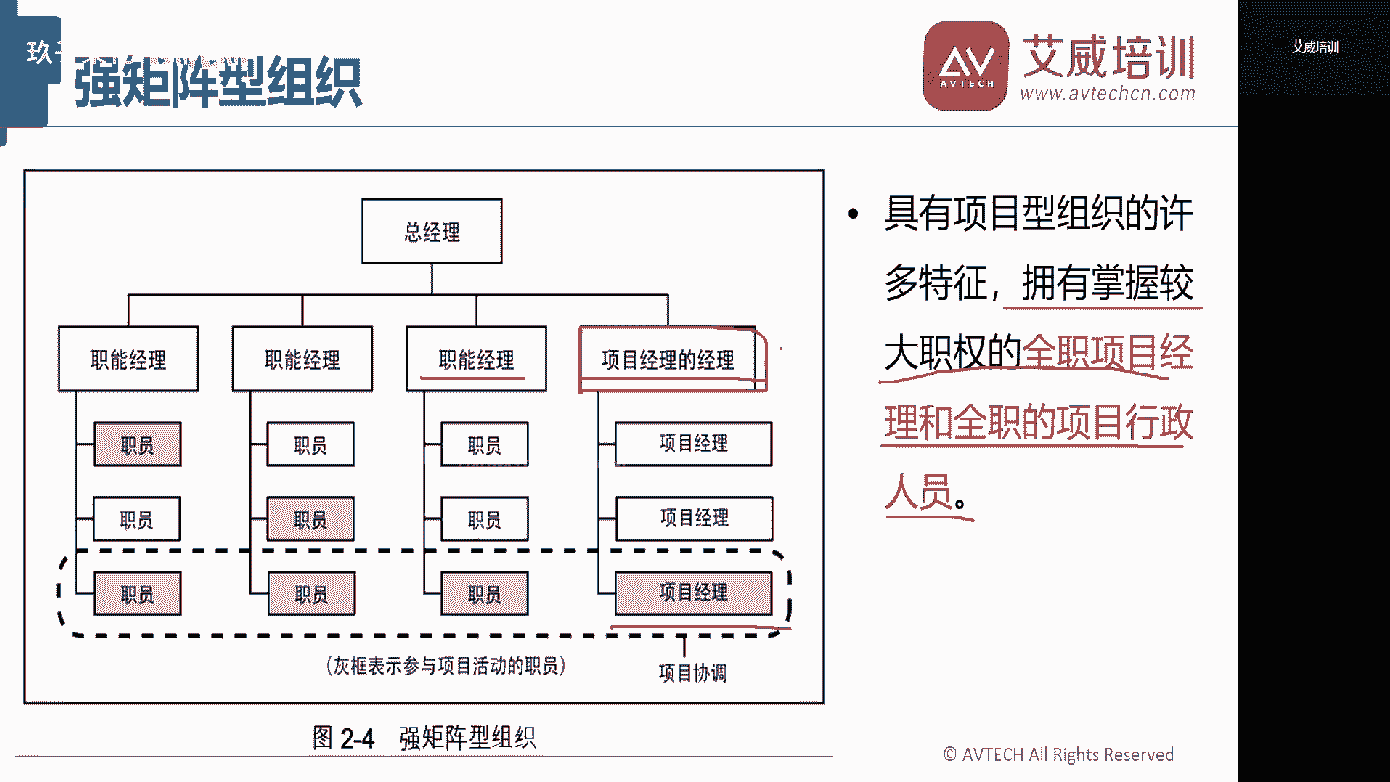 玖
强矩阵型组织
AVTECH
艾威培训
www.avtechcn.com
艾威培训
总经理
职能经理 职能经理 职能经理 项目经理的经理
职员 职员 职员 项目经理
职员 职员 职员 项目经理
职员 职员 职员 项目经理
(灰框表示参与项目活动的职员)
项目协调
图 2-4 强矩阵型组织
• 具有项目型组织的许
多特征，拥有掌握较
大职权的全职项目经
理和全职的项目行政
人员。
© AVTECH All Rights Reserved